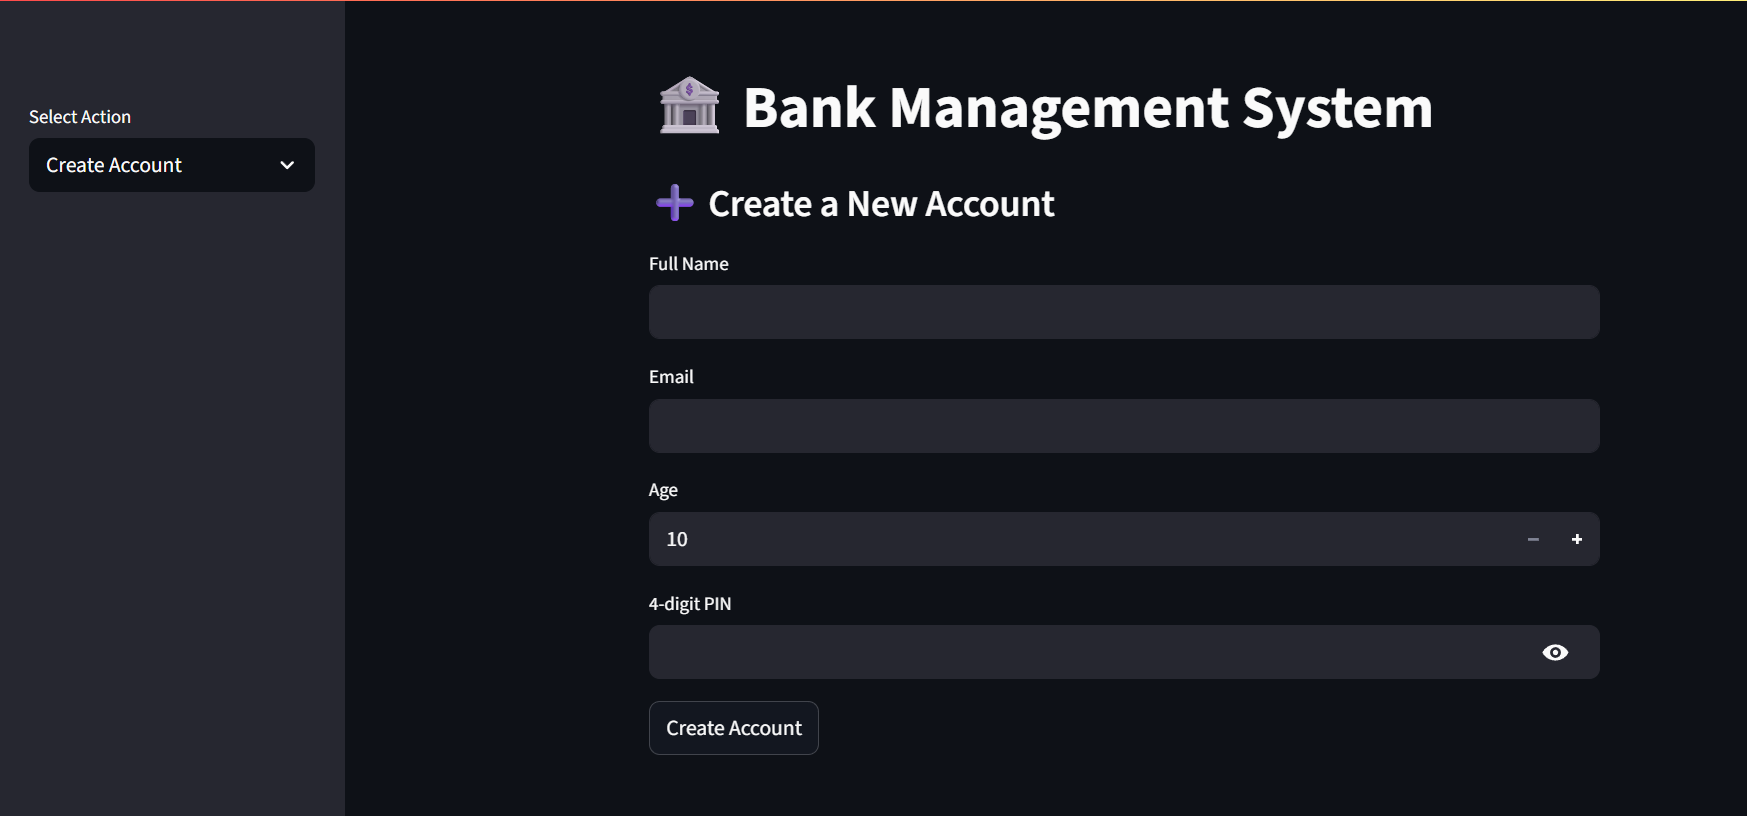 Select Action
Create Account
Bank Management System
Create a New Account
Full Name
Email
Age
10
4-digit PIN
Create Account